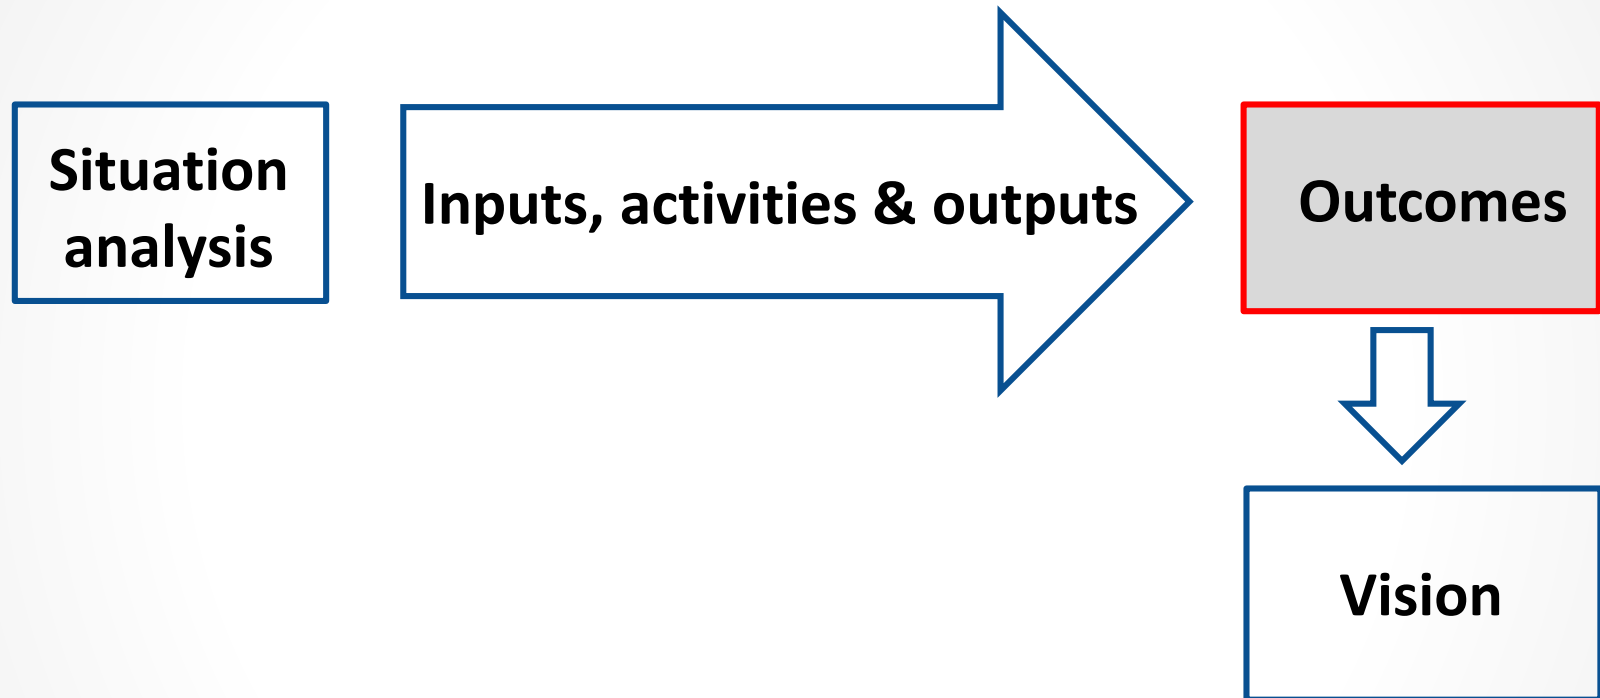 Situation
analysis
Inputs, activities & outputs
Outcomes
Vision